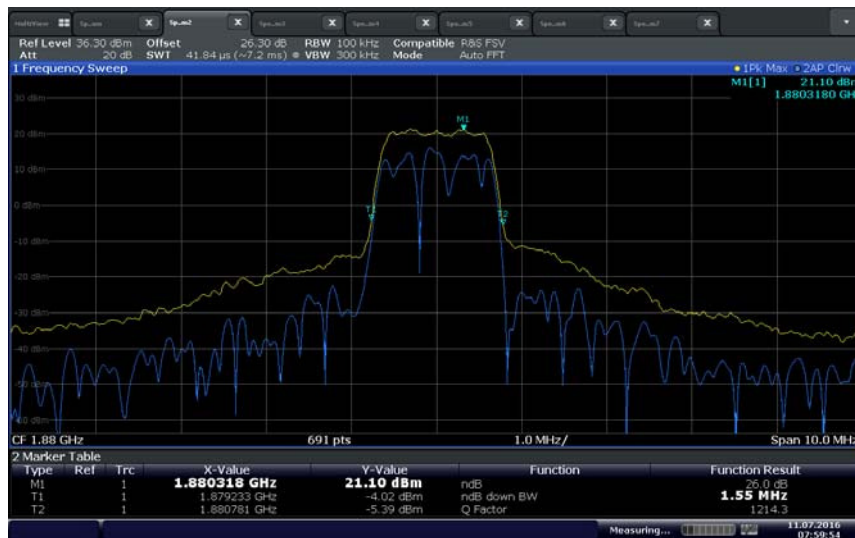 MultiView Sp...m2
Ref Level 36.30 dBm Offset 26.30 dB RBW 100 kHz Compatible R&S FSV
Att 20 dB SWT 41.84 µs (~7.2 ms) VBW 300 kHz Mode Auto FFT
1 Frequency Sweep 1Pk Max 2AP Clrw
M1[1] 21.10 dBm
1.8803180 GH
30 dBm
M1
20 dBm
10 dBm
0 dBm
T2
-10 dBm
-20 dBm
-30 dBm
-40 dBm
-50 dBm
-60 dBm
CF 1.88 GHz 691 pts 1.0 MHz/ Span 10.0 MHz
2 Marker Table
Type Ref Trc X-Value Y-Value Function Function Result
M1 1 1.880318 GHz 21.10 dBm ndB 26.0 dB
T1 1 1.879233 GHz -4.02 dBm ndB down BW 1.55 MHz
T2 1 1.880781 GHz -5.39 dBm Q Factor 1214.3
Measuring... 11.07.2016
07:59:54